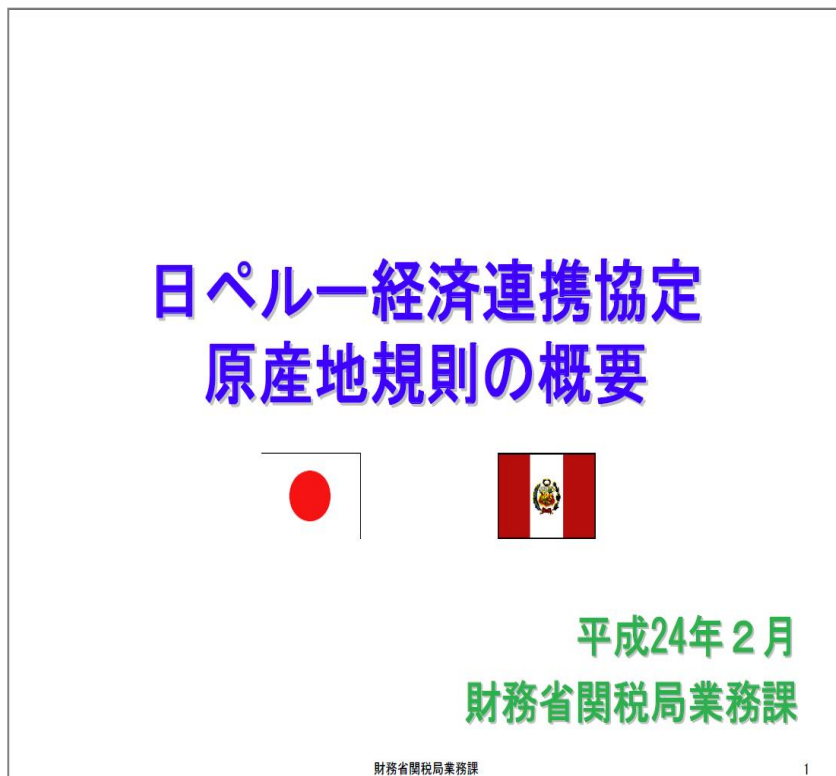 日ペルー経済連携協定
原産地規則の概要
平成24年２月
財務省関税局業務課
財務省関税局業務課
1